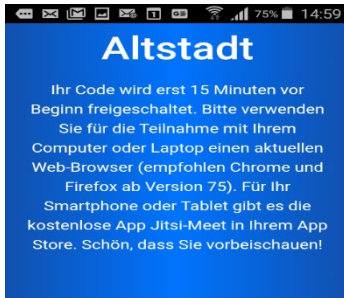 75% 14:59
Altstadt
Ihr Code wird erst 15 Minuten vor
Beginn freigeschaltet. Bitte verwenden
Sie für die Teilnahme mit Ihrem
Computer oder Laptop einen aktuellen
Web-Browser (empfohlen Chrome und
Firefox ab Version 75). Für Ihr
Smartphone oder Tablet gibt es die
kostenlose App Jitsi-Meet in Ihrem App
Store. Schön, dass Sie vorbeischauen!